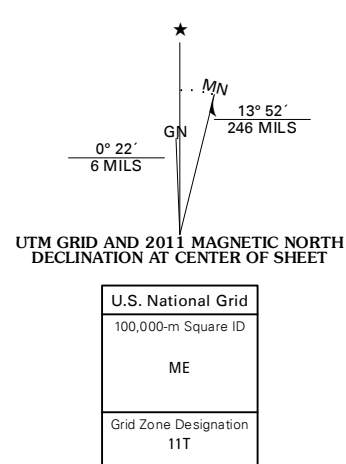 ★
MN
13° 52´
246 MILS
GN
0° 22´
6 MILS
UTM GRID AND 2011 MAGNETIC NORTH
DECLINATION AT CENTER OF SHEET
U.S. National Grid
100,000-m Square ID
ME
Grid Zone Designation
11T